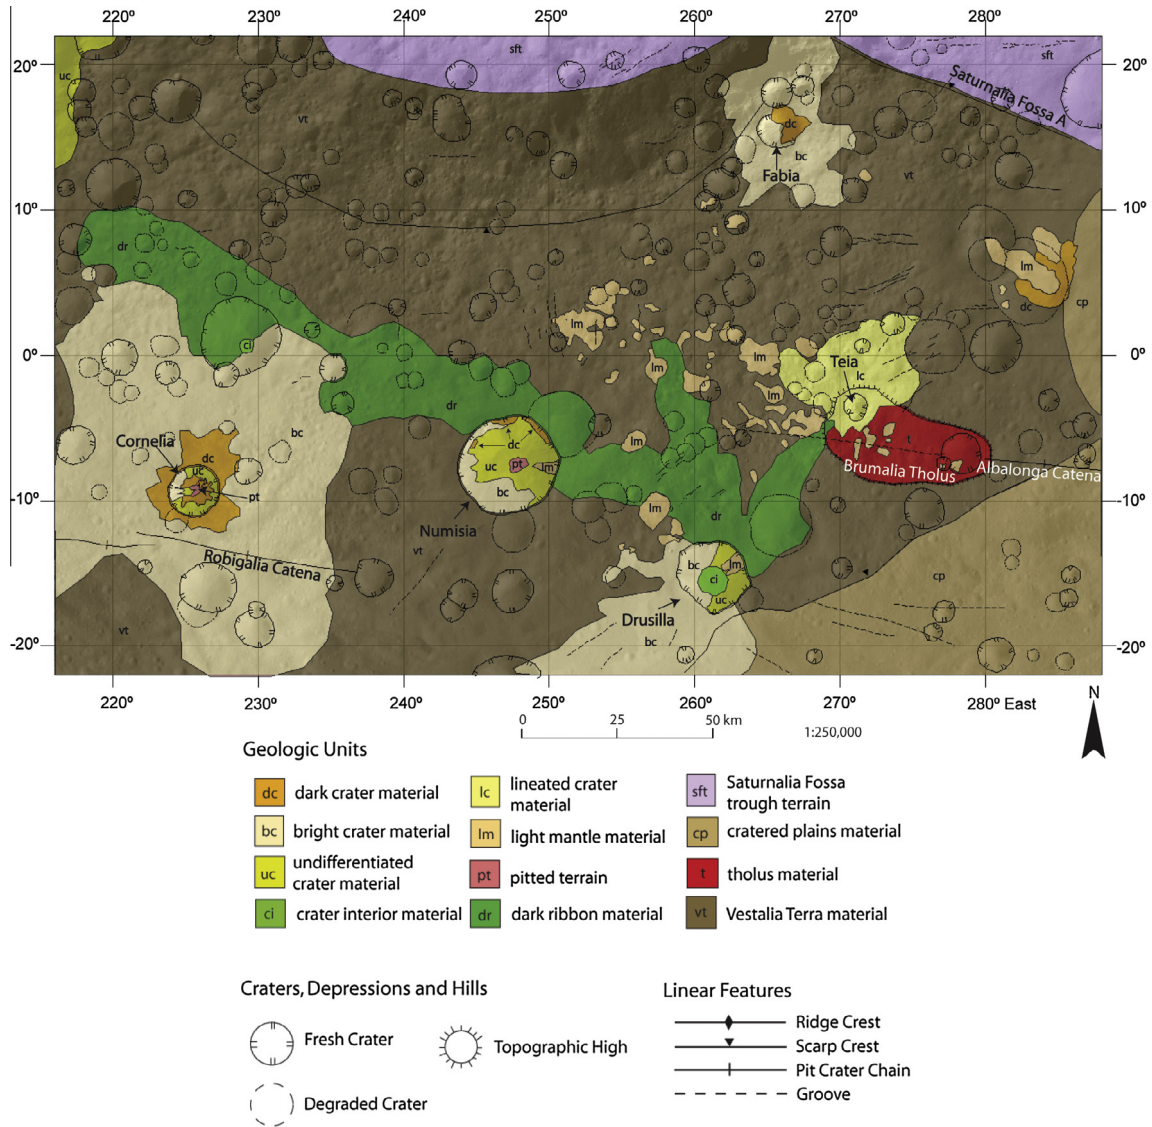 220º 230º 240º 250º 260º 270º 280º
sft
sft
uc
20º
20º
Saturnalia Fossa A
vt
dc
bc
Fabia
vt
10º
10º
dr
lm
cp
dc
lm
ci
0º
0º
lm
lm
Teia
lc
lm
dr
Cornelia
bc
dc
lm
t
dc
uc
uc
pt
lm
Brumalia Tholus
Albalonga Catena
pt
bc
-10º
-10º
lm
dr
Numisia
vt
Robigalia Catena
bc
lm
ci
cp
uc
Drusilla
vt
bc
-20º
-20º
220º 230º 240º 250º 260º 270º 280º East
N
0 25 50 km
1:250,000
Geologic Units
dc dark crater material
bc bright crater material
uc undifferentiated
crater material
ci crater interior material
lc lineated crater
material
lm light mantle material
pt pitted terrain
dr dark ribbon material
sft Saturnalia Fossa
trough terrain
cp cratered plains material
t tholus material
vt Vestalia Terra material
Craters, Depressions and Hills
Fresh Crater
Topographic High
Degraded Crater
Linear Features
Ridge Crest
Scarp Crest
Pit Crater Chain
Groove